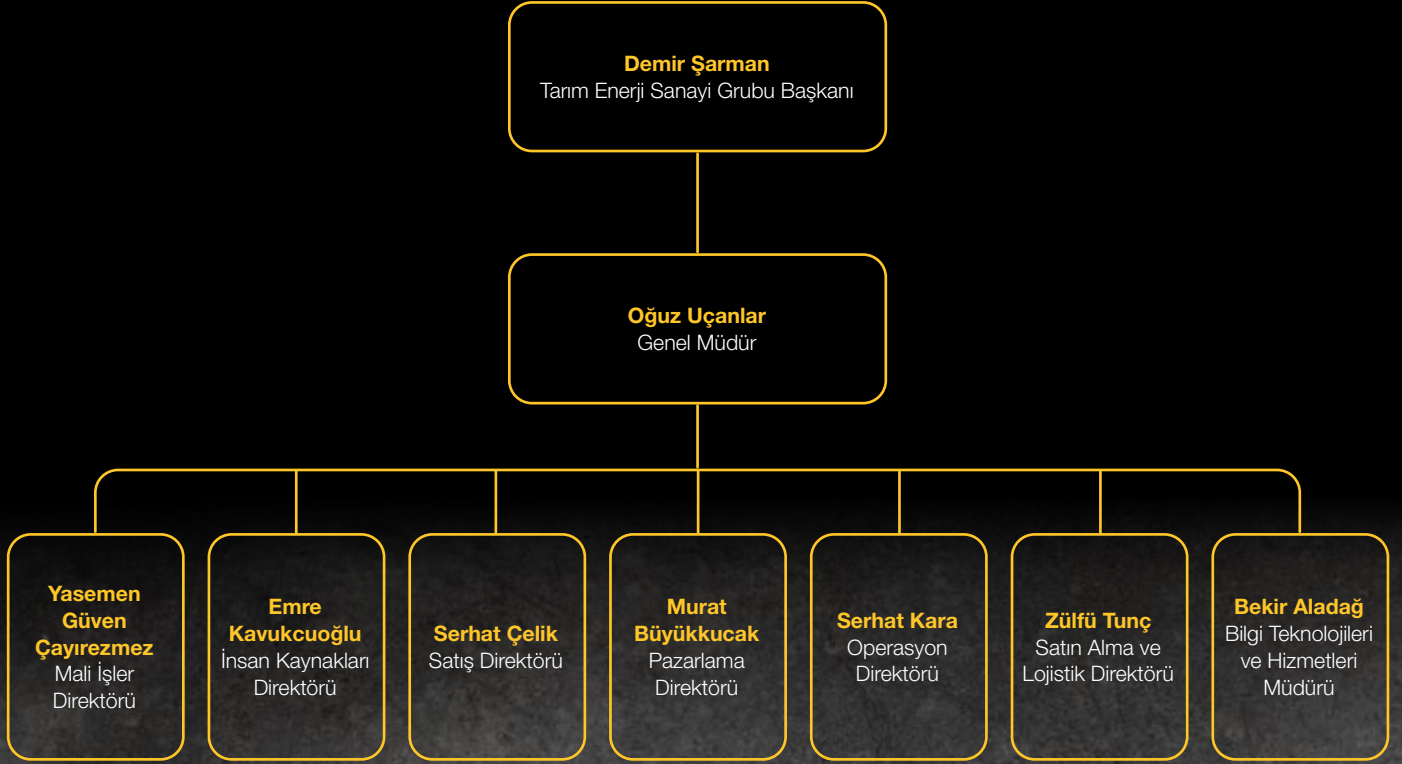 Demir Şarman
Tarım Enerji Sanayi Grubu Başkanı
Oğuz Uçanlar
Genel Müdür
Yasemen
Güven
Çayırezmez
Mali İşler
Direktörü
Emre
Kavukcuoğlu
İnsan Kaynakları
Direktörü
Serhat Çelik
Satış Direktörü
Murat
Büyükkucak
Pazarlama
Direktörü
Serhat Kara
Operasyon
Direktörü
Zülfü Tunç
Satın Alma ve
Lojistik Direktörü
Bekir Aladağ
Bilgi Teknolojileri
ve Hizmetleri
Müdürü